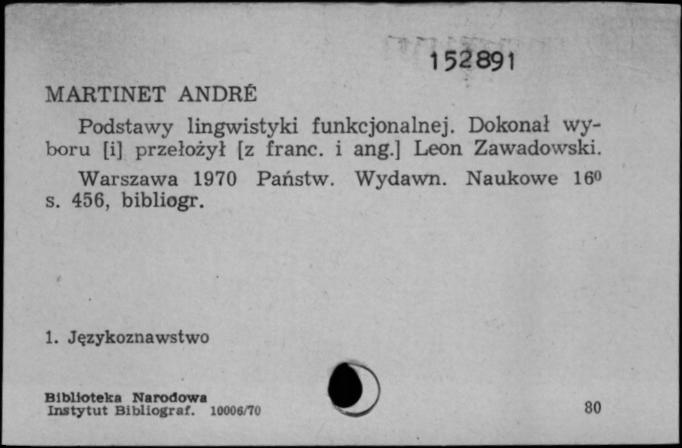 152891
MARTINET ANDRÉ
Podstawy lingwistyki funkcjonalnej. Dokonał wy-
boru [i] przełożył [z franc. i ang.] Leon Zawadowski.
Warszawa 1970 Państw. Wydawn. Naukowe 16⁰
s. 456, bibliogr.
1. Językoznawstwo
Biblioteka Narodowa
Instytut Bibliograf. 10006/70
80